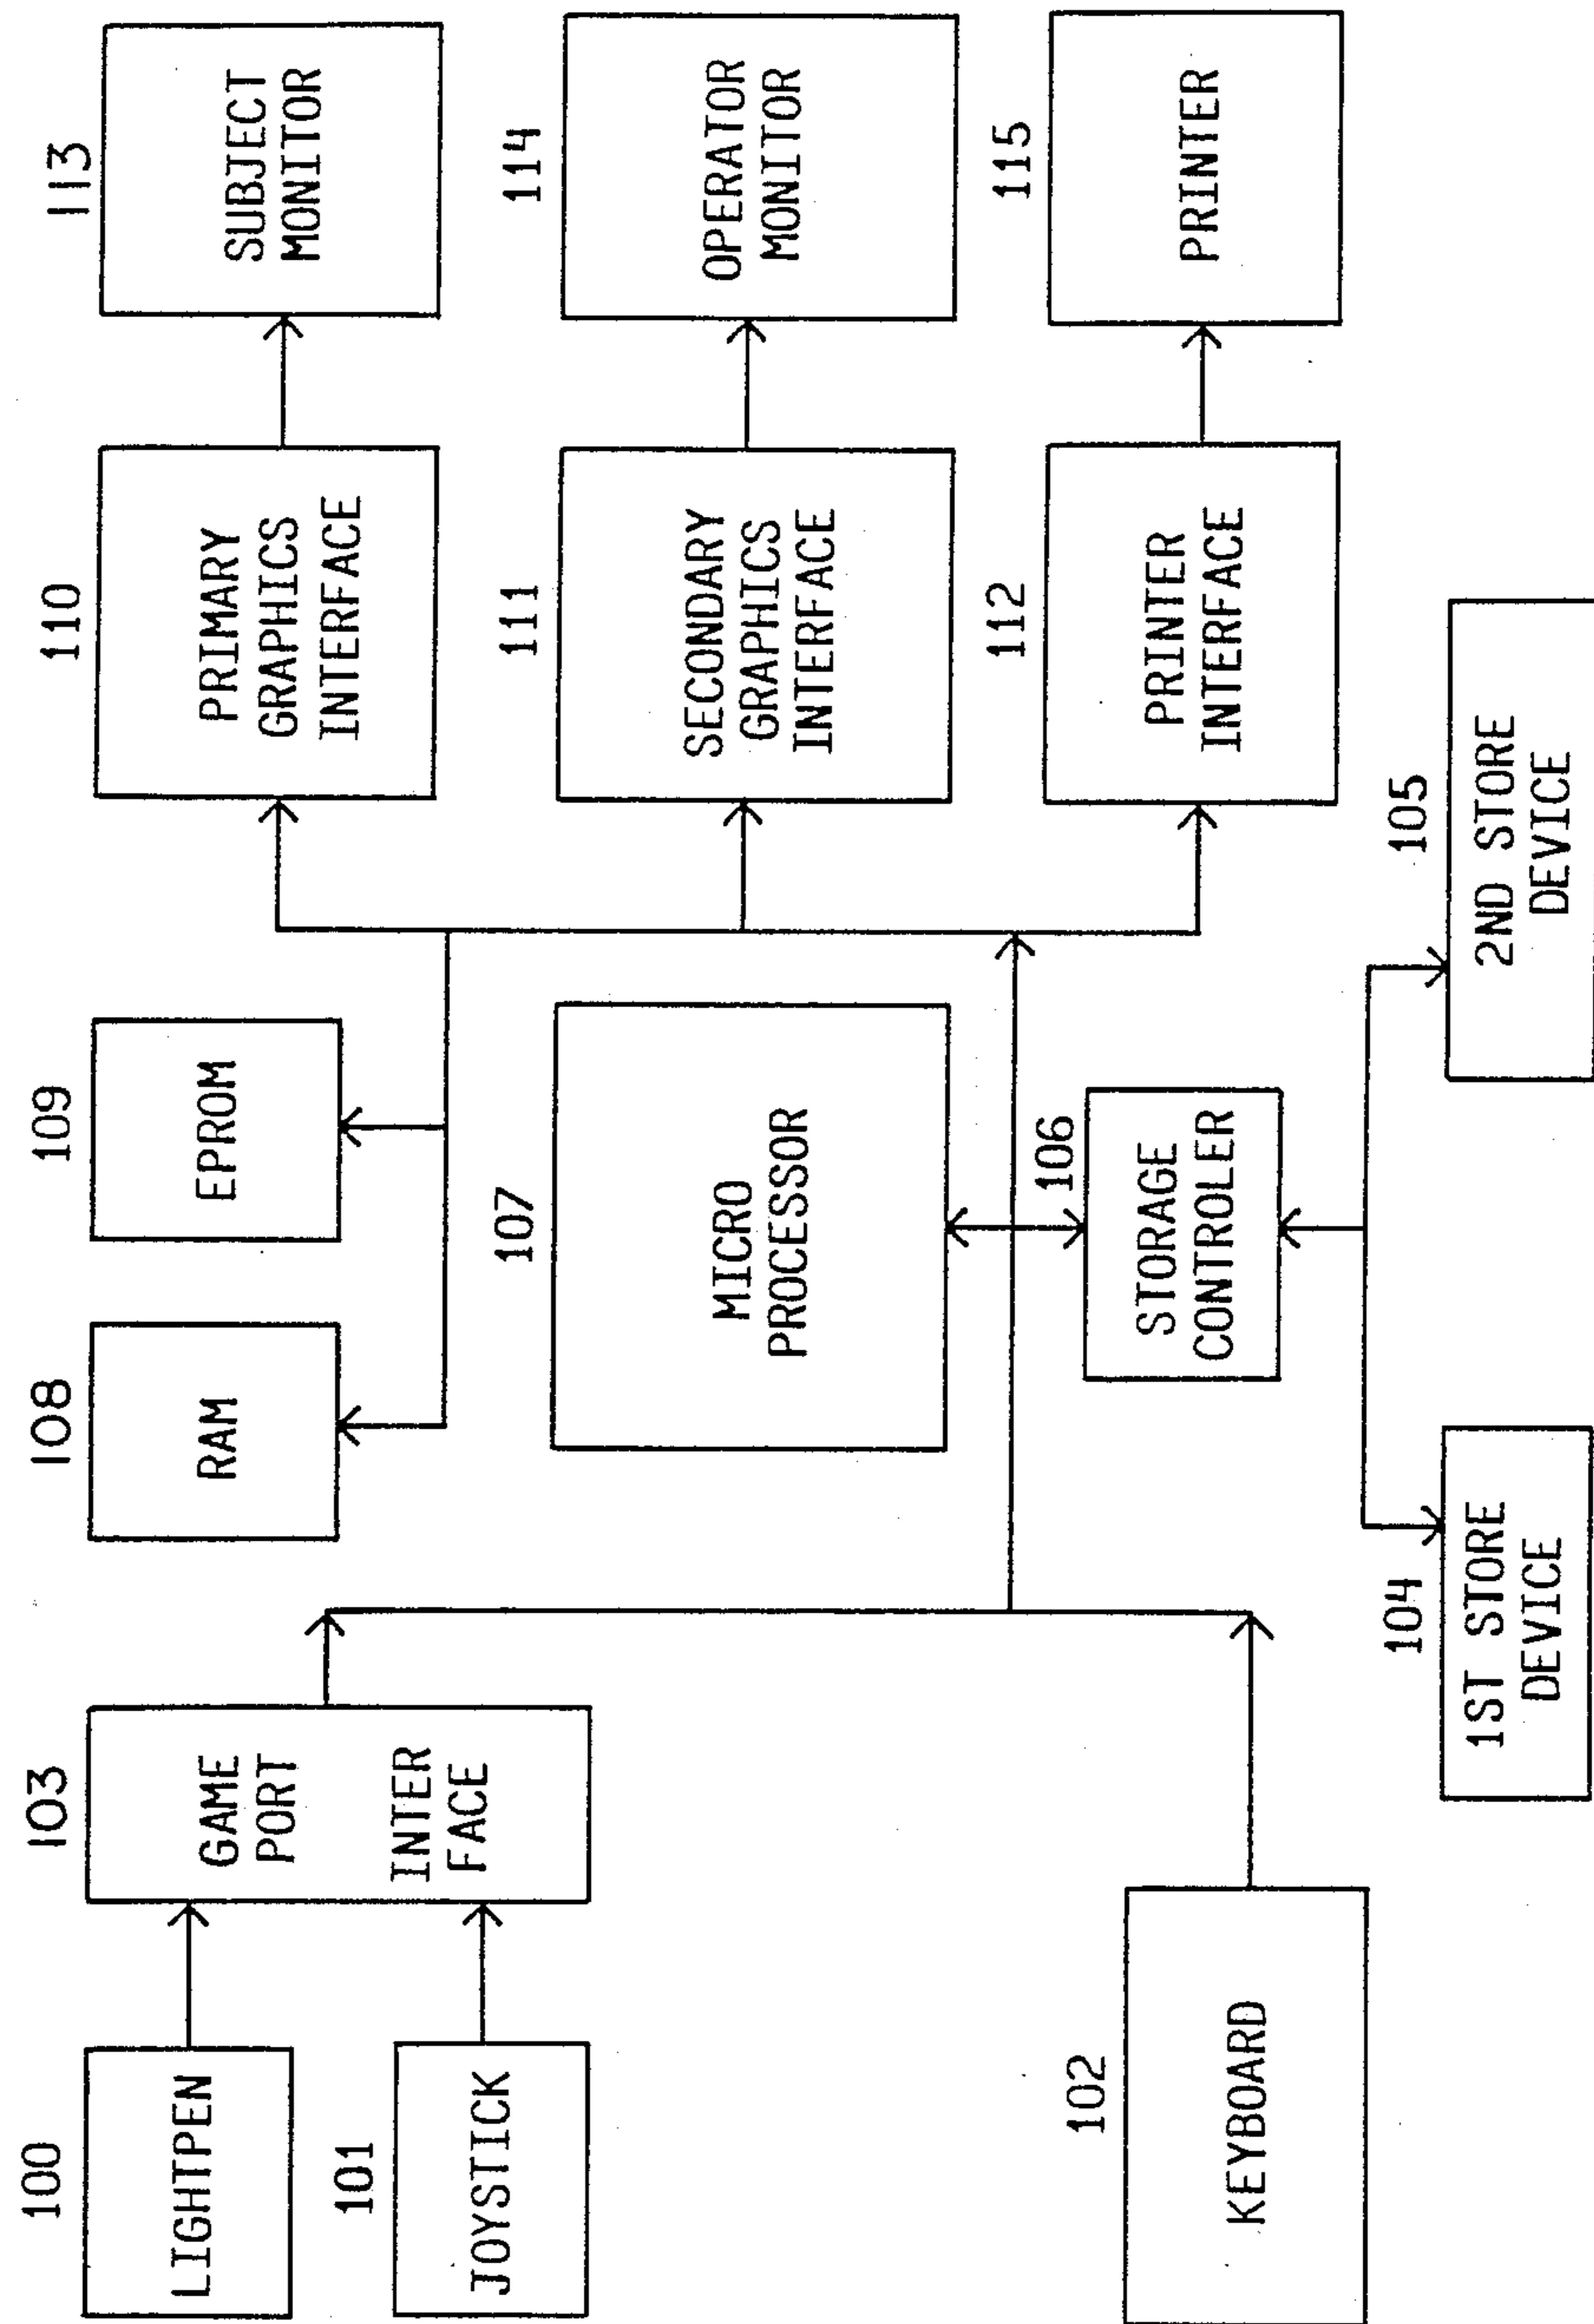 100
LIGHTPEN
101
JOYSTICK
102
KEYBOARD
103
GAME
PORT
INTER
FACE
104
1ST STORE
DEVICE
108
RAM
109
EPROM
107
MICRO
PROCESSOR
106
STORAGE
CONTROLER
105
2ND STORE
DEVICE
110
PRIMARY
GRAPHICS
INTERFACE
111
SECONDARY
GRAPHICS
INTERFACE
112
PRINTER
INTERFACE
113
SUBJECT
MONITOR
114
OPERATOR
MONITOR
115
PRINTER